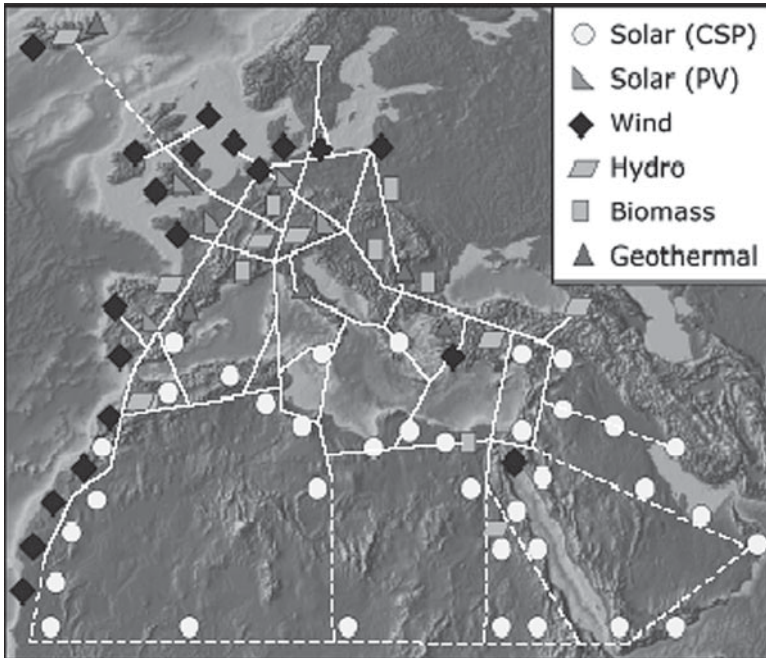 Solar (CSP)
Solar (PV)
Wind
Hydro
Biomass
Geothermal